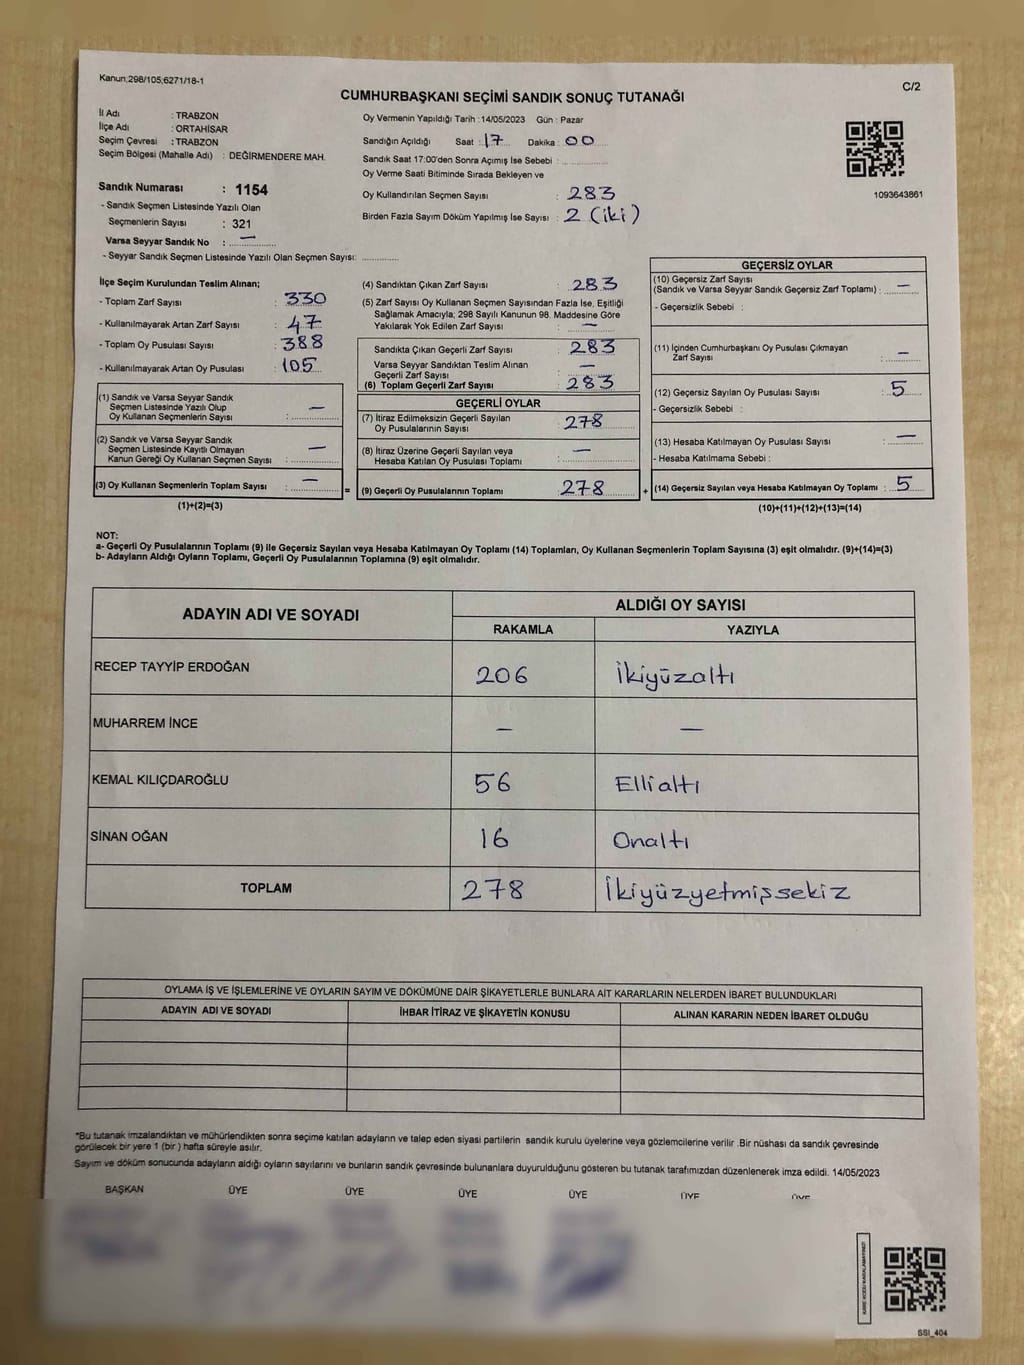 Kanun;298/105;6271/18-1
C/2
CUMHURBAŞKANI SEÇİMİ SANDIK SONUÇ TUTANAĞI
İl Adı : TRABZON
İlçe Adı : ORTAHİSAR
Seçim Çevresi : TRABZON
Seçim Bölgesi (Mahalle Adı) : DEĞİRMENDERE MAH.
Sandık Numarası : 1154
- Sandık Seçmen Listesinde Yazılı Olan
Seçmenlerin Sayısı : 321
Varsa Seyyar Sandık No : —
- Seyyar Sandık Seçmen Listesinde Yazılı Olan Seçmen Sayısı: ..............
Oy Vermenin Yapıldığı Tarih :14/05/2023 Gün : Pazar
Sandığın Açıldığı Saat : 17 Dakika : 00
Sandık Saat 17:00'den Sonra Açımış İse Sebebi : ..............
Oy Verme Saati Bitiminde Sırada Bekleyen ve
Oy Kullandırılan Seçmen Sayısı : 283
Birden Fazla Sayım Döküm Yapılmış İse Sayısı : 2 (iki)
1093643861
İlçe Seçim Kurulundan Teslim Alınan;
- Toplam Zarf Sayısı : 330
- Kullanılmayarak Artan Zarf Sayısı : 47
- Toplam Oy Pusulası Sayısı : 388
- Kullanılmayarak Artan Oy Pusulası : 105
(1) Sandık ve Varsa Seyyar Sandık
Seçmen Listesinde Yazılı Olup
Oy Kullanan Seçmenlerin Sayısı : —
(2) Sandık ve Varsa Seyyar Sandık
Seçmen Listesinde Kayıtlı Olmayan
Kanun Gereği Oy Kullanan Seçmen Sayısı : —
(3) Oy Kullanan Seçmenlerin Toplam Sayısı : —
(1)+(2)=(3)
(4) Sandıktan Çıkan Zarf Sayısı : 283
(5) Zarf Sayısı Oy Kullanan Seçmen Sayısından Fazla İse, Eşitliği
Sağlamak Amacıyla; 298 Sayılı Kanunun 98. Maddesine Göre
Yakılarak Yok Edilen Zarf Sayısı : —
Sandıkta Çıkan Geçerli Zarf Sayısı : 283
Varsa Seyyar Sandıktan Teslim Alınan
Geçerli Zarf Sayısı : —
(6) Toplam Geçerli Zarf Sayısı : 283
GEÇERLİ OYLAR
(7) İtiraz Edilmeksizin Geçerli Sayılan
Oy Pusulalarının Sayısı : 278
(8) İtiraz Üzerine Geçerli Sayılan veya
Hesaba Katılan Oy Pusulası Toplamı : —
= (9) Geçerli Oy Pusulalarının Toplamı : 278
GEÇERSİZ OYLAR
(10) Geçersiz Zarf Sayısı
(Sandık ve Varsa Seyyar Sandık Geçersiz Zarf Toplamı) : —
- Geçersizlik Sebebi :
(11) İçinden Cumhurbaşkanı Oy Pusulası Çıkmayan
Zarf Sayısı : —
(12) Geçersiz Sayılan Oy Pusulası Sayısı : 5
- Geçersizlik Sebebi :
(13) Hesaba Katılmayan Oy Pusulası Sayısı : —
- Hesaba Katılmama Sebebi :
+ (14) Geçersiz Sayılan veya Hesaba Katılmayan Oy Toplamı : 5
(10)+(11)+(12)+(13)=(14)
NOT:
a- Geçerli Oy Pusulalarının Toplamı (9) ile Geçersiz Sayılan veya Hesaba Katılmayan Oy Toplamı (14) Toplamları, Oy Kullanan Seçmenlerin Toplam Sayısına (3) eşit olmalıdır. (9)+(14)=(3)
b- Adayların Aldığı Oyların Toplamı, Geçerli Oy Pusulalarının Toplamına (9) eşit olmalıdır.
ADAYIN ADI VE SOYADI ALDIĞI OY SAYISI
RAKAMLA YAZIYLA
RECEP TAYYİP ERDOĞAN 206 İkiyüzaltı
MUHARREM İNCE — —
KEMAL KILIÇDAROĞLU 56 Ellialtı
SİNAN OĞAN 16 Onaltı
TOPLAM 278 İkiyüzyetmişsekiz
OYLAMA İŞ VE İŞLEMLERİNE VE OYLARIN SAYIM VE DÖKÜMÜNE DAİR ŞİKAYETLERLE BUNLARA AİT KARARLARIN NELERDEN İBARET BULUNDUKLARI
ADAYIN ADI VE SOYADI İHBAR İTİRAZ VE ŞİKAYETİN KONUSU ALINAN KARARIN NEDEN İBARET OLDUĞU
*Bu tutanak imzalandıktan ve mühürlendikten sonra seçime katılan adayların ve talep eden siyasi partilerin sandık kurulu üyelerine veya gözlemcilerine verilir .Bir nüshası da sandık çevresinde
görülecek bir yere 1 (bir ) hafta süreyle asılır.
Sayım ve döküm sonucunda adayların aldığı oyların sayılarını ve bunların sandık çevresinde bulunanlara duyurulduğunu gösteren bu tutanak tarafımızdan düzenlenerek imza edildi. 14/05/2023
BAŞKAN ÜYE ÜYE ÜYE ÜYE ÜYE ÜYE
SSI_404